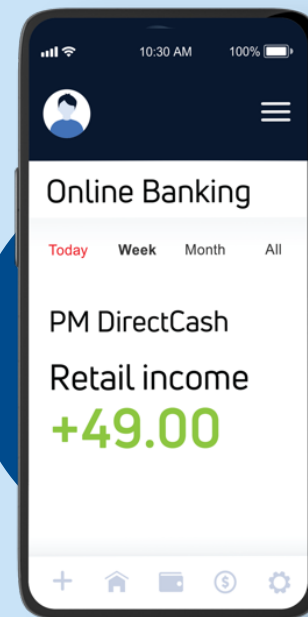 10:30 AM 100%
Online Banking
Today Week Month All
PM DirectCash
Retail income
+49.00
$